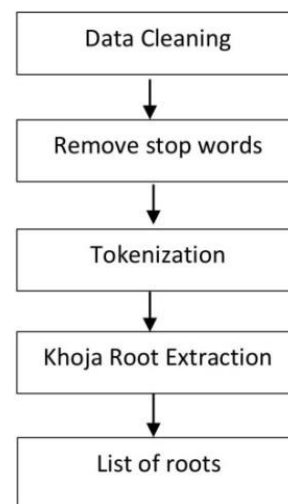 Data Cleaning
Remove stop words
Tokenization
Khoja Root Extraction
List of roots